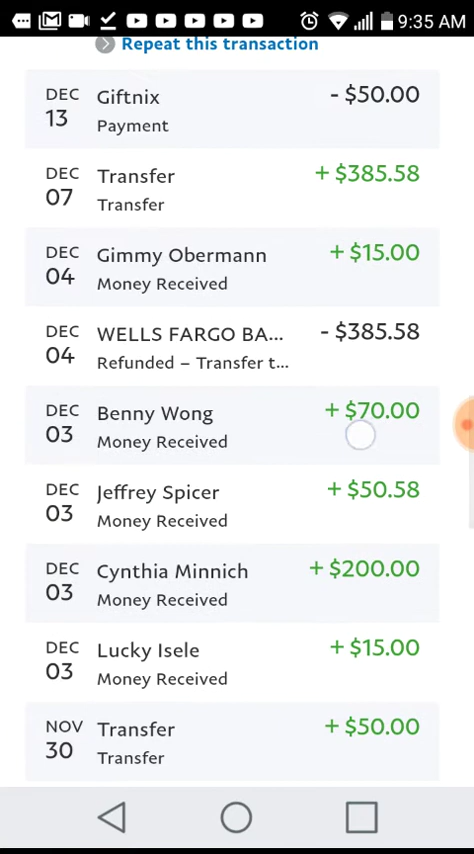 9:35 AM
Repeat this transaction
DEC 13 Giftnix - $50.00
Payment
DEC 07 Transfer + $385.58
Transfer
DEC 04 Gimmy Obermann + $15.00
Money Received
DEC 04 WELLS FARGO BA... - $385.58
Refunded – Transfer t...
DEC 03 Benny Wong + $70.00
Money Received
DEC 03 Jeffrey Spicer + $50.58
Money Received
DEC 03 Cynthia Minnich + $200.00
Money Received
DEC 03 Lucky Isele + $15.00
Money Received
NOV 30 Transfer + $50.00
Transfer